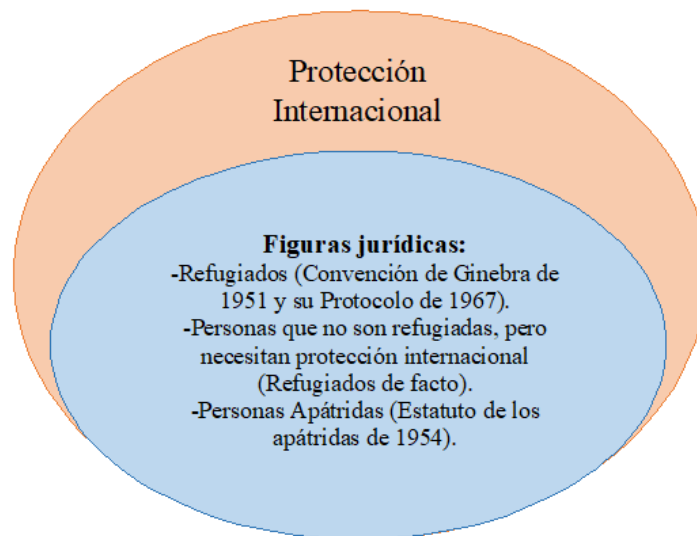 Protección
Internacional
Figuras jurídicas:
-Refugiados (Convención de Ginebra de
1951 y su Protocolo de 1967).
-Personas que no son refugiadas, pero
necesitan protección internacional
(Refugiados de facto).
-Personas Apátridas (Estatuto de los
apátridas de 1954).